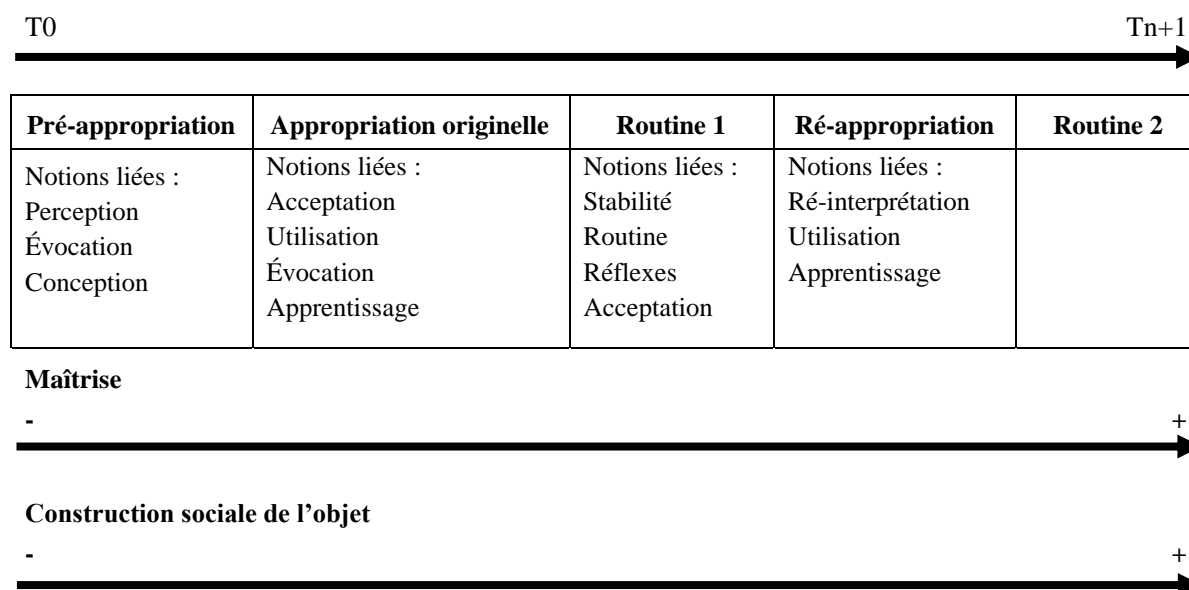 T0 Tn+1
Pré-appropriation Appropriation originelle Routine 1 Ré-appropriation Routine 2
Notions liées :
Perception
Évocation
Conception
Notions liées :
Acceptation
Utilisation
Évocation
Apprentissage
Notions liées :
Stabilité
Routine
Réflexes
Acceptation
Notions liées :
Ré-interprétation
Utilisation
Apprentissage
Maîtrise
- +
Construction sociale de l’objet
- +